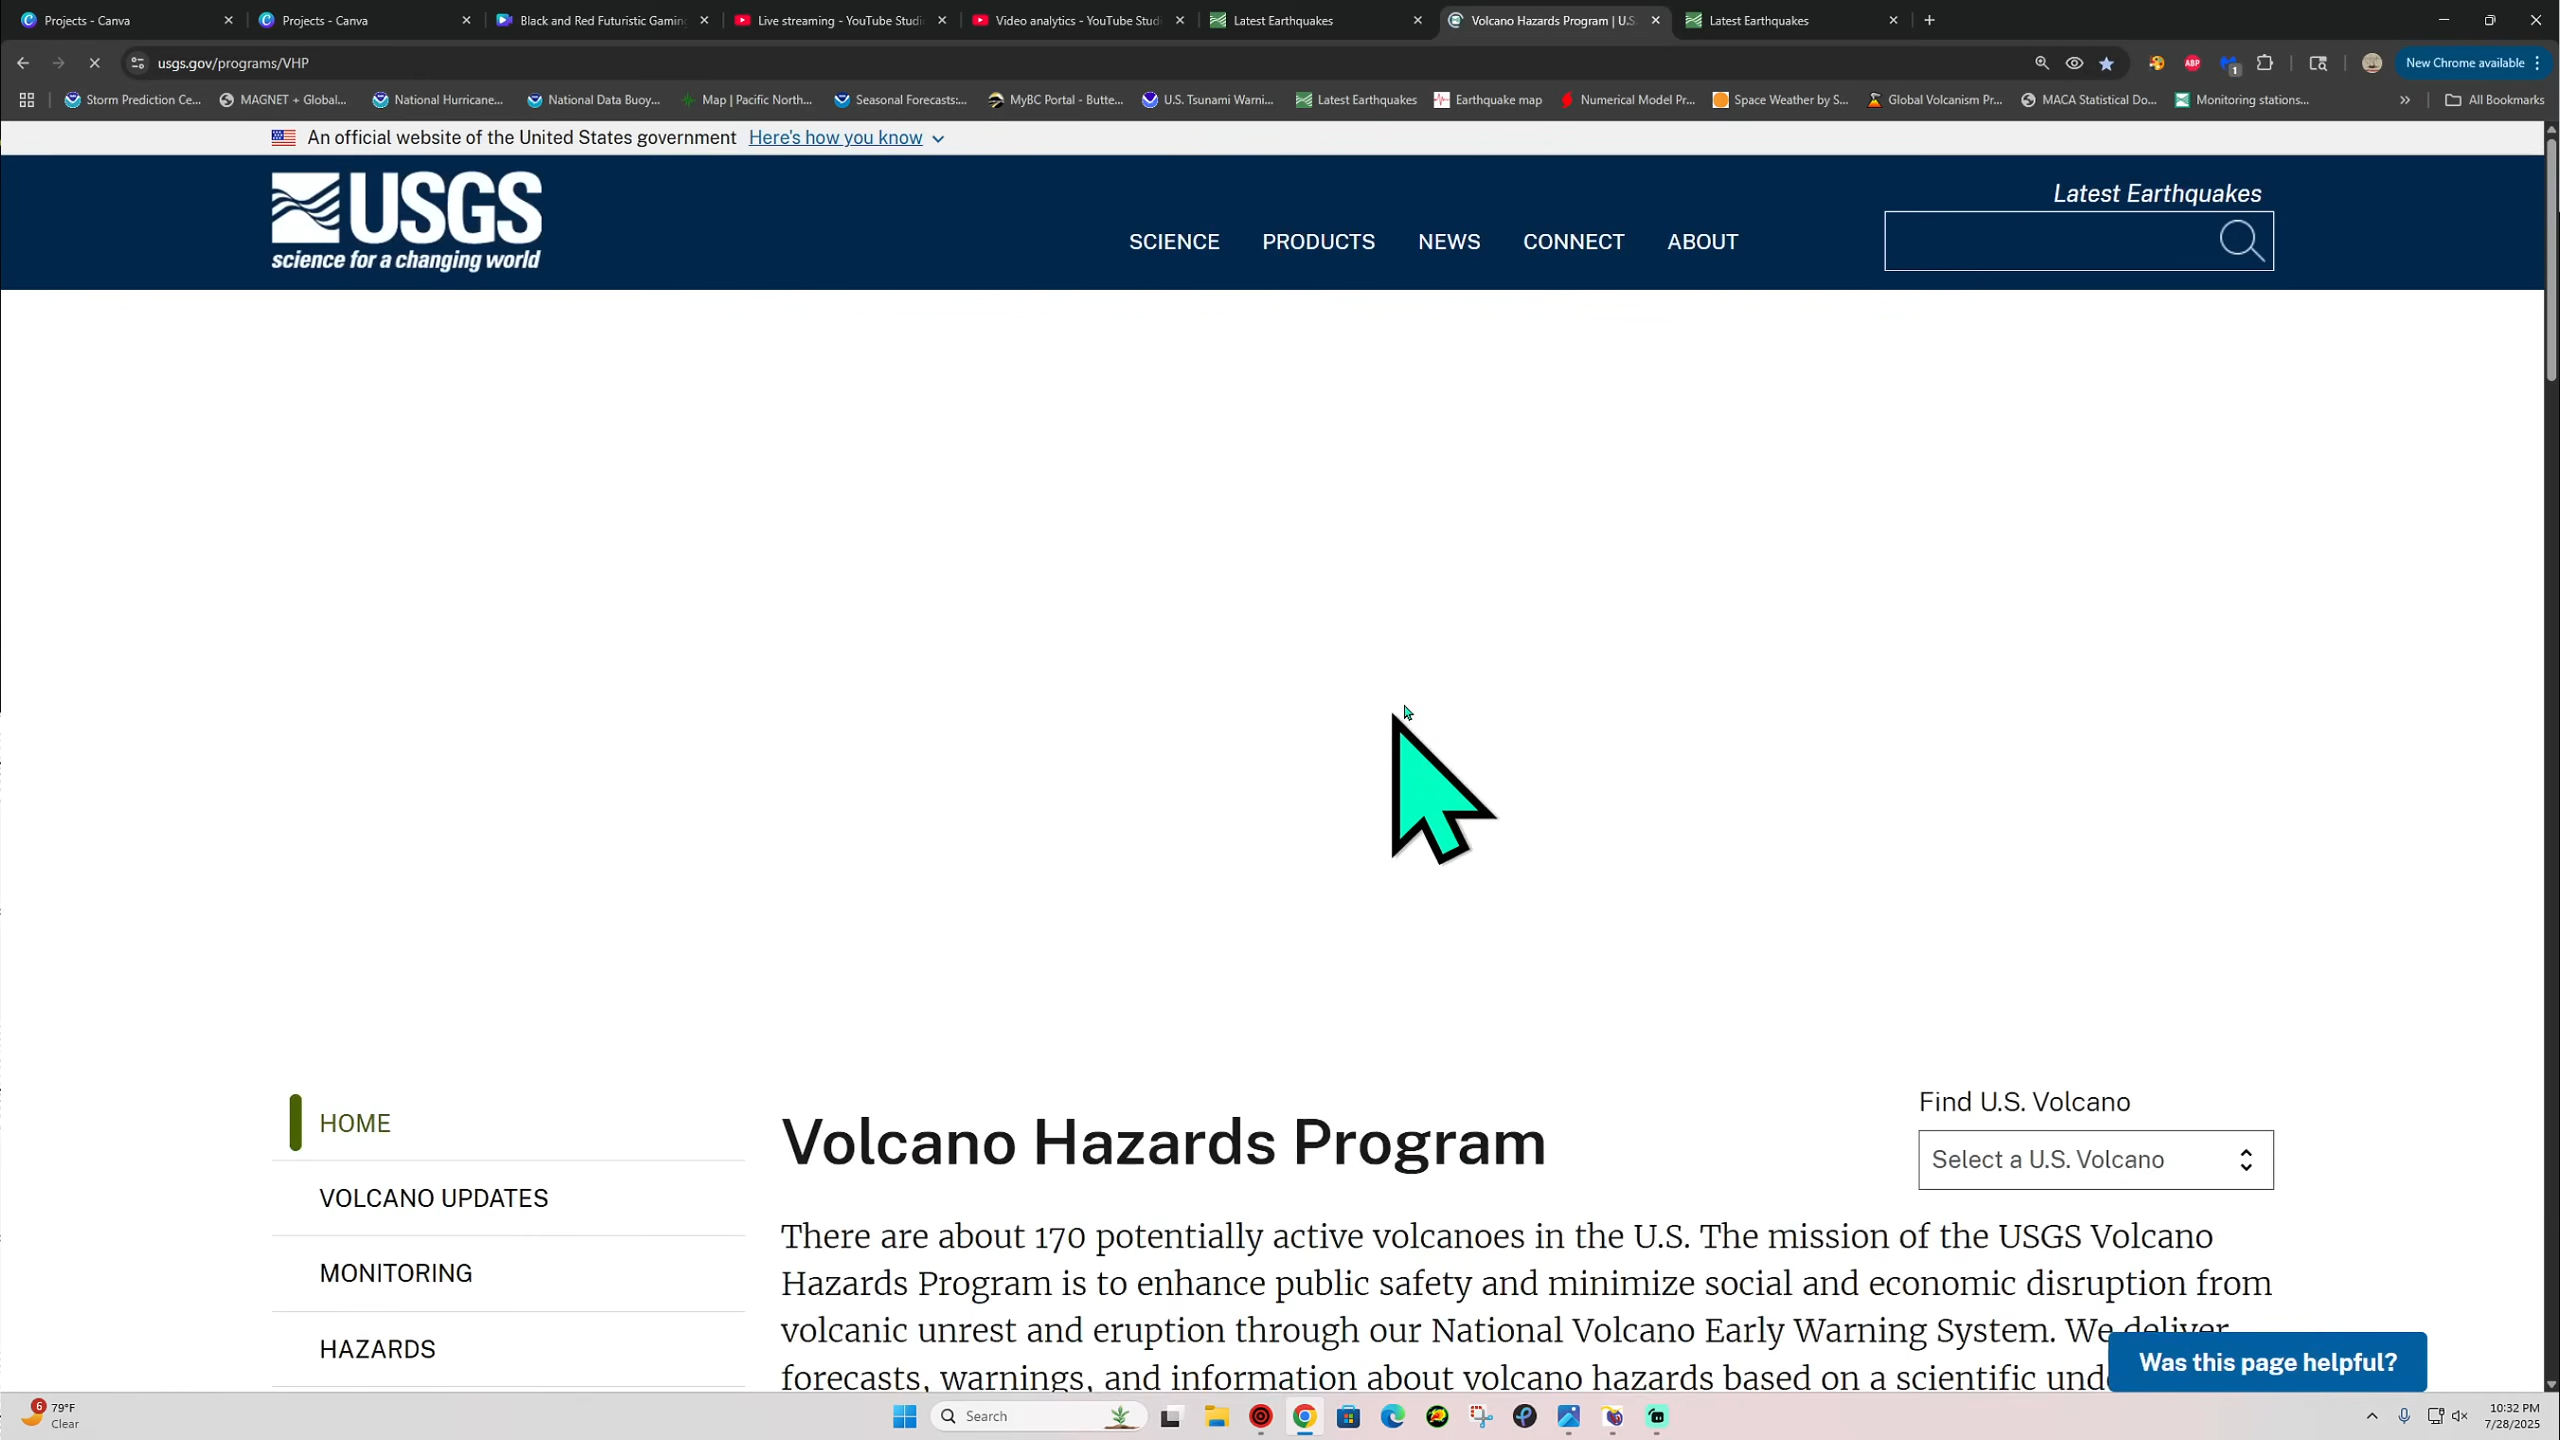 Projects - Canva
Projects - Canva
Black and Red Futuristic Gamin
Live streaming - YouTube Studi
Video analytics - YouTube Stud
Latest Earthquakes
Volcano Hazards Program | U.S
Latest Earthquakes
usgs.gov/programs/VHP
ABP
1
New Chrome available
Storm Prediction Ce...
MAGNET + Global...
National Hurricane...
National Data Buoy...
Map | Pacific North...
Seasonal Forecasts:...
MyBC Portal - Butte...
U.S. Tsunami Warni...
Latest Earthquakes
Earthquake map
Numerical Model Pr...
Space Weather by S...
Global Volcanism Pr...
MACA Statistical Do...
Monitoring stations...
All Bookmarks
An official website of the United States government Here's how you know
USGS
science for a changing world
SCIENCE
PRODUCTS
NEWS
CONNECT
ABOUT
Latest Earthquakes
HOME
VOLCANO UPDATES
MONITORING
HAZARDS
Volcano Hazards Program
Find U.S. Volcano
Select a U.S. Volcano
There are about 170 potentially active volcanoes in the U.S. The mission of the USGS Volcano
Hazards Program is to enhance public safety and minimize social and economic disruption from
volcanic unrest and eruption through our National Volcano Early Warning System. We deliver
forecasts, warnings, and information about volcano hazards based on a scientific und
Was this page helpful?
6
79°F
Clear
Search
10:32 PM
7/28/2025